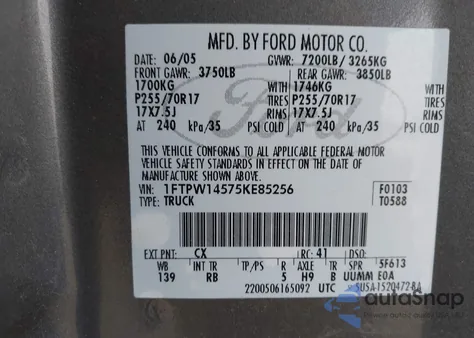 MFD. BY FORD MOTOR CO.
DATE: 06/05 GVWR: 7200LB/ 3265KG
FRONT GAWR: 3750LB REAR GAWR: 3850LB
1700KG WITH 1746KG WITH
P255/70R17 TIRES P255/70R17 TIRES
17X7.5J RIMS 17X7.5J RIMS
AT 240 kPa/35 PSI COLD AT 240 kPa/35 PSI COLD
Ford
THIS VEHICLE CONFORMS TO ALL APPLICABLE FEDERAL MOTOR
VEHICLE SAFETY STANDARDS IN EFFECT ON THE DATE OF
MANUFACTURE SHOWN ABOVE.
VIN: 1FTPW14575KE85256 F0103
TYPE: TRUCK T0588
EXT PNT: CX RC: 41 DSO:
WB INT TR TP/PS R AXLE TR SPR 5F613
139 RB 5 H9 B UUMM E0A
2200506165092 UTC 5U5A-1520472-BA
autoSnap